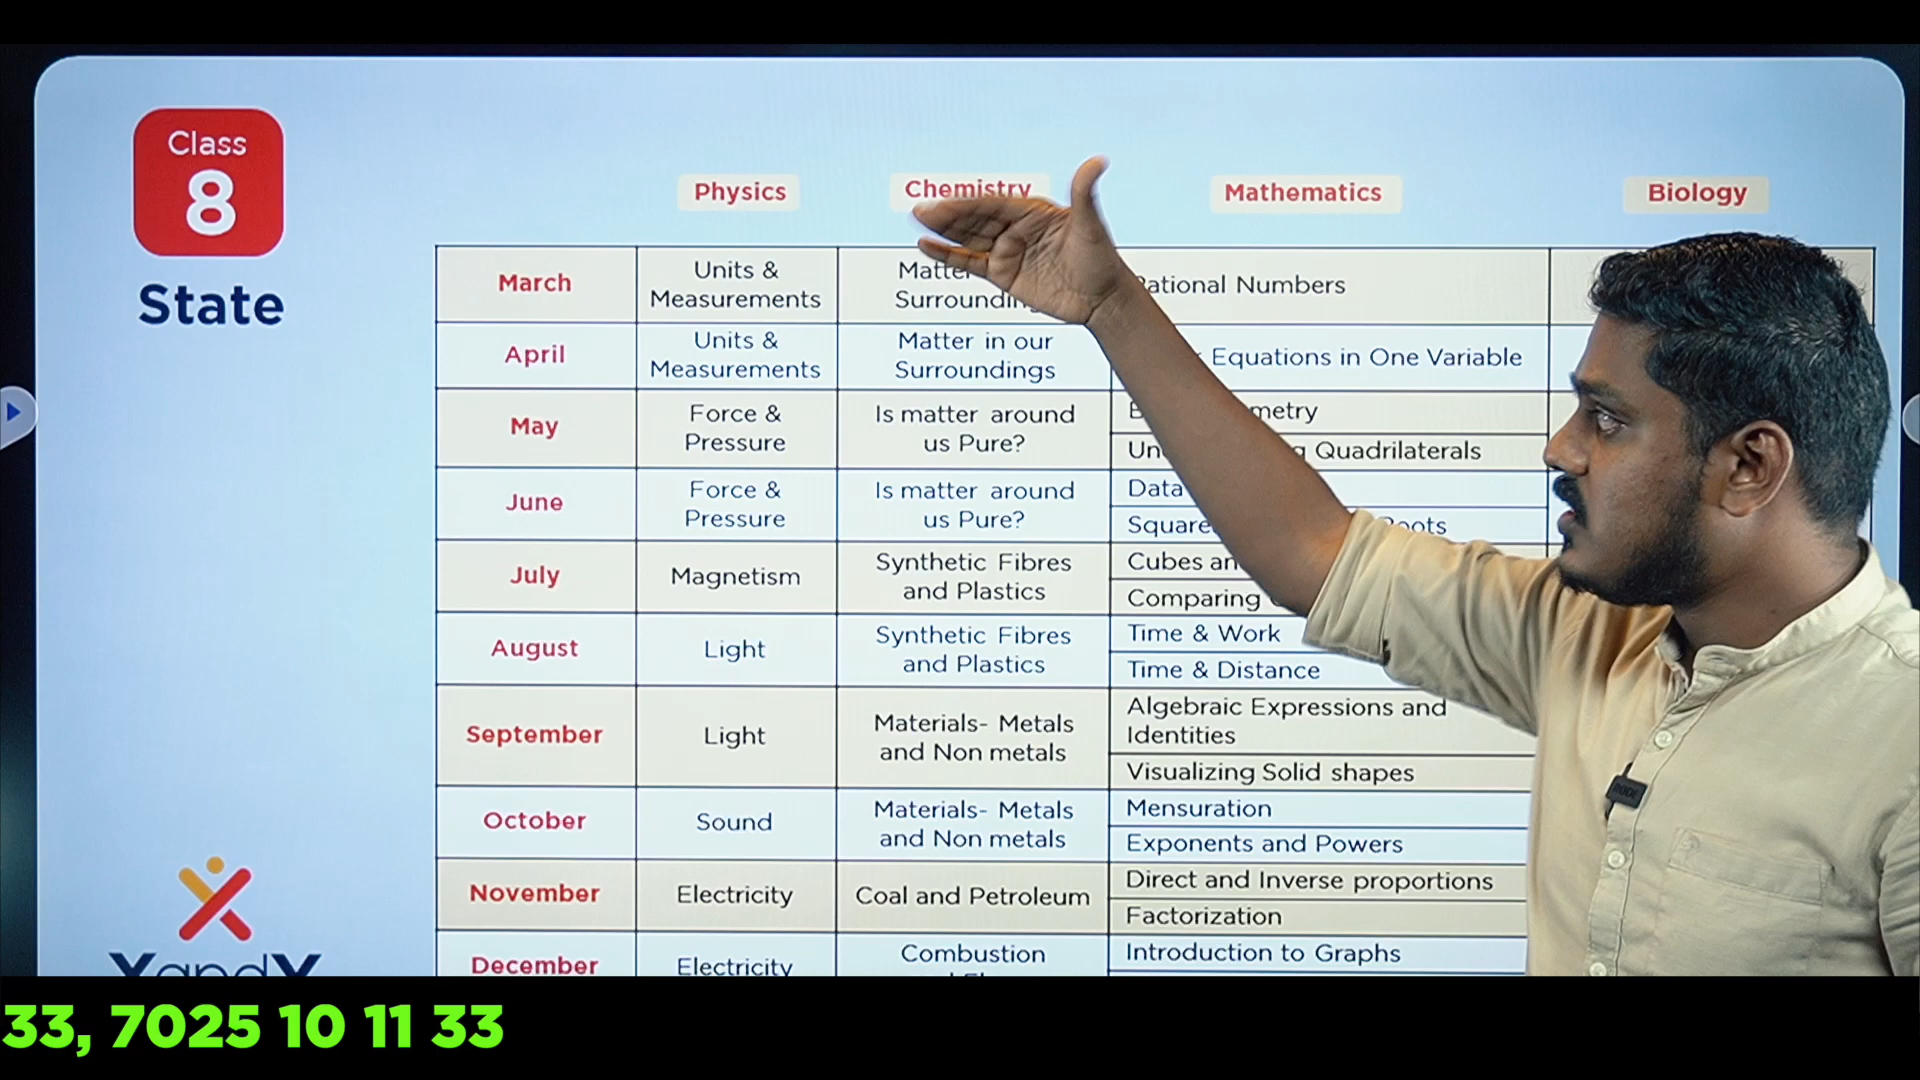 Class
8
State
Physics
Chemistry
Mathematics
Biology
March
Units &
Measurements
April
Units &
Measurements
Matter in our
Surroundings
Equations in One Variable
May
Force &
Pressure
Is matter around
us Pure?
Quadrilaterals
June
Force &
Pressure
Is matter around
us Pure?
Data
July
Magnetism
Synthetic Fibres
and Plastics
Cubes
Comparing
August
Light
Synthetic Fibres
and Plastics
Time & Work
Time & Distance
September
Light
Materials- Metals
and Non metals
Algebraic Expressions and
Identities
Visualizing Solid shapes
October
Sound
Materials- Metals
and Non metals
Mensuration
Exponents and Powers
November
Electricity
Coal and Petroleum
Direct and Inverse proportions
Factorization
December
Electricity
Combustion
Introduction to Graphs
XandY
33, 7025 10 11 33